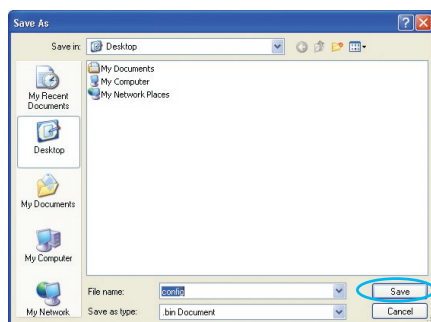 Save As
Save in: Desktop
My Documents
My Computer
My Network Places
My Recent
Documents
Desktop
My Documents
My Computer
My Network
File name: config Save
Save as type: .bin Document Cancel